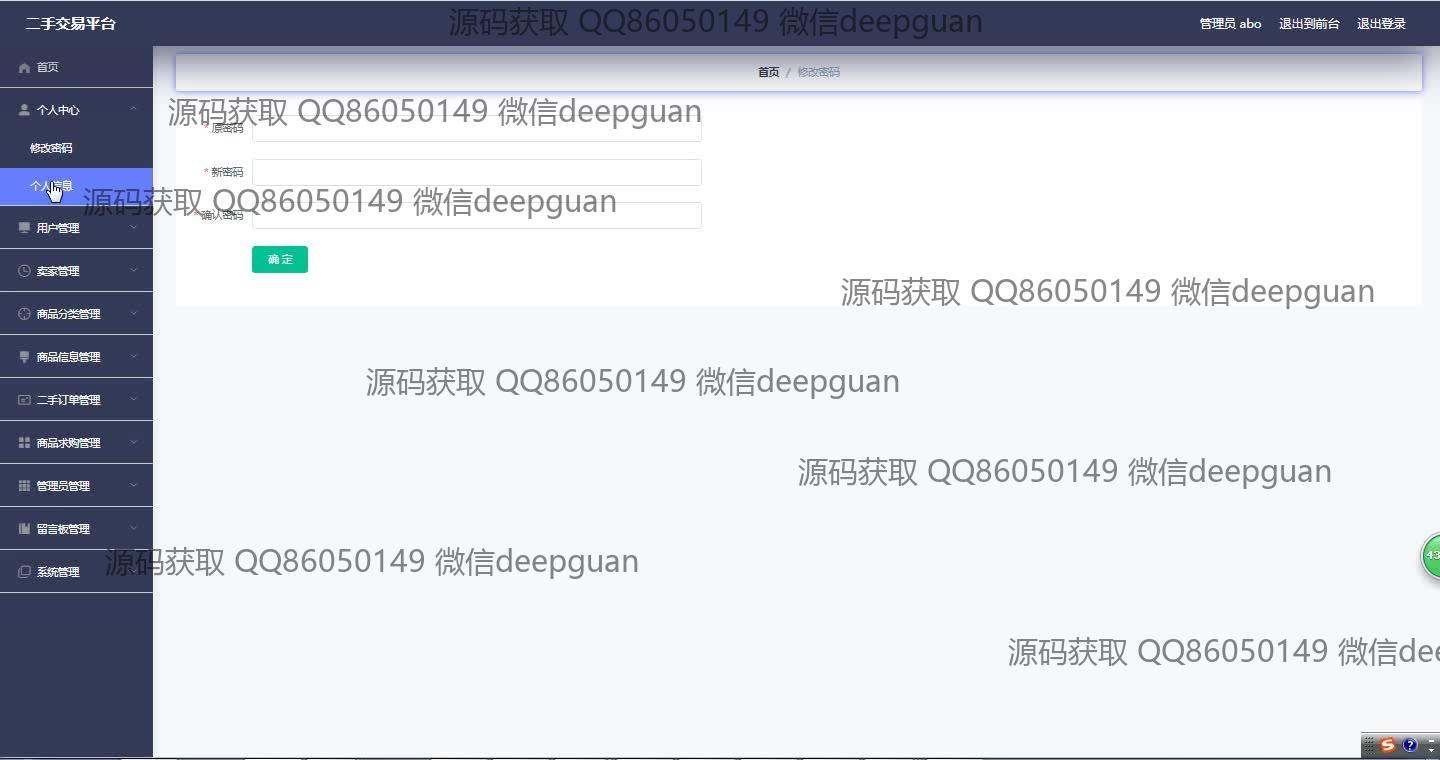 二手交易平台
源码获取 QQ86050149 微信deepguan
管理员 abo
退出到前台
退出登录
首页
个人中心
修改密码
个人信息
用户管理
卖家管理
商品分类管理
商品信息管理
二手订单管理
商品求购管理
管理员管理
留言板管理
系统管理
首页 / 修改密码
源码获取 QQ86050149 微信deepguan
* 原密码
* 新密码
源码获取 QQ86050149 微信deepguan
* 确认密码
确定
源码获取 QQ86050149 微信deepguan
源码获取 QQ86050149 微信deepguan
源码获取 QQ86050149 微信deepguan
源码获取 QQ86050149 微信deepguan
43
源码获取 QQ86050149 微信dee